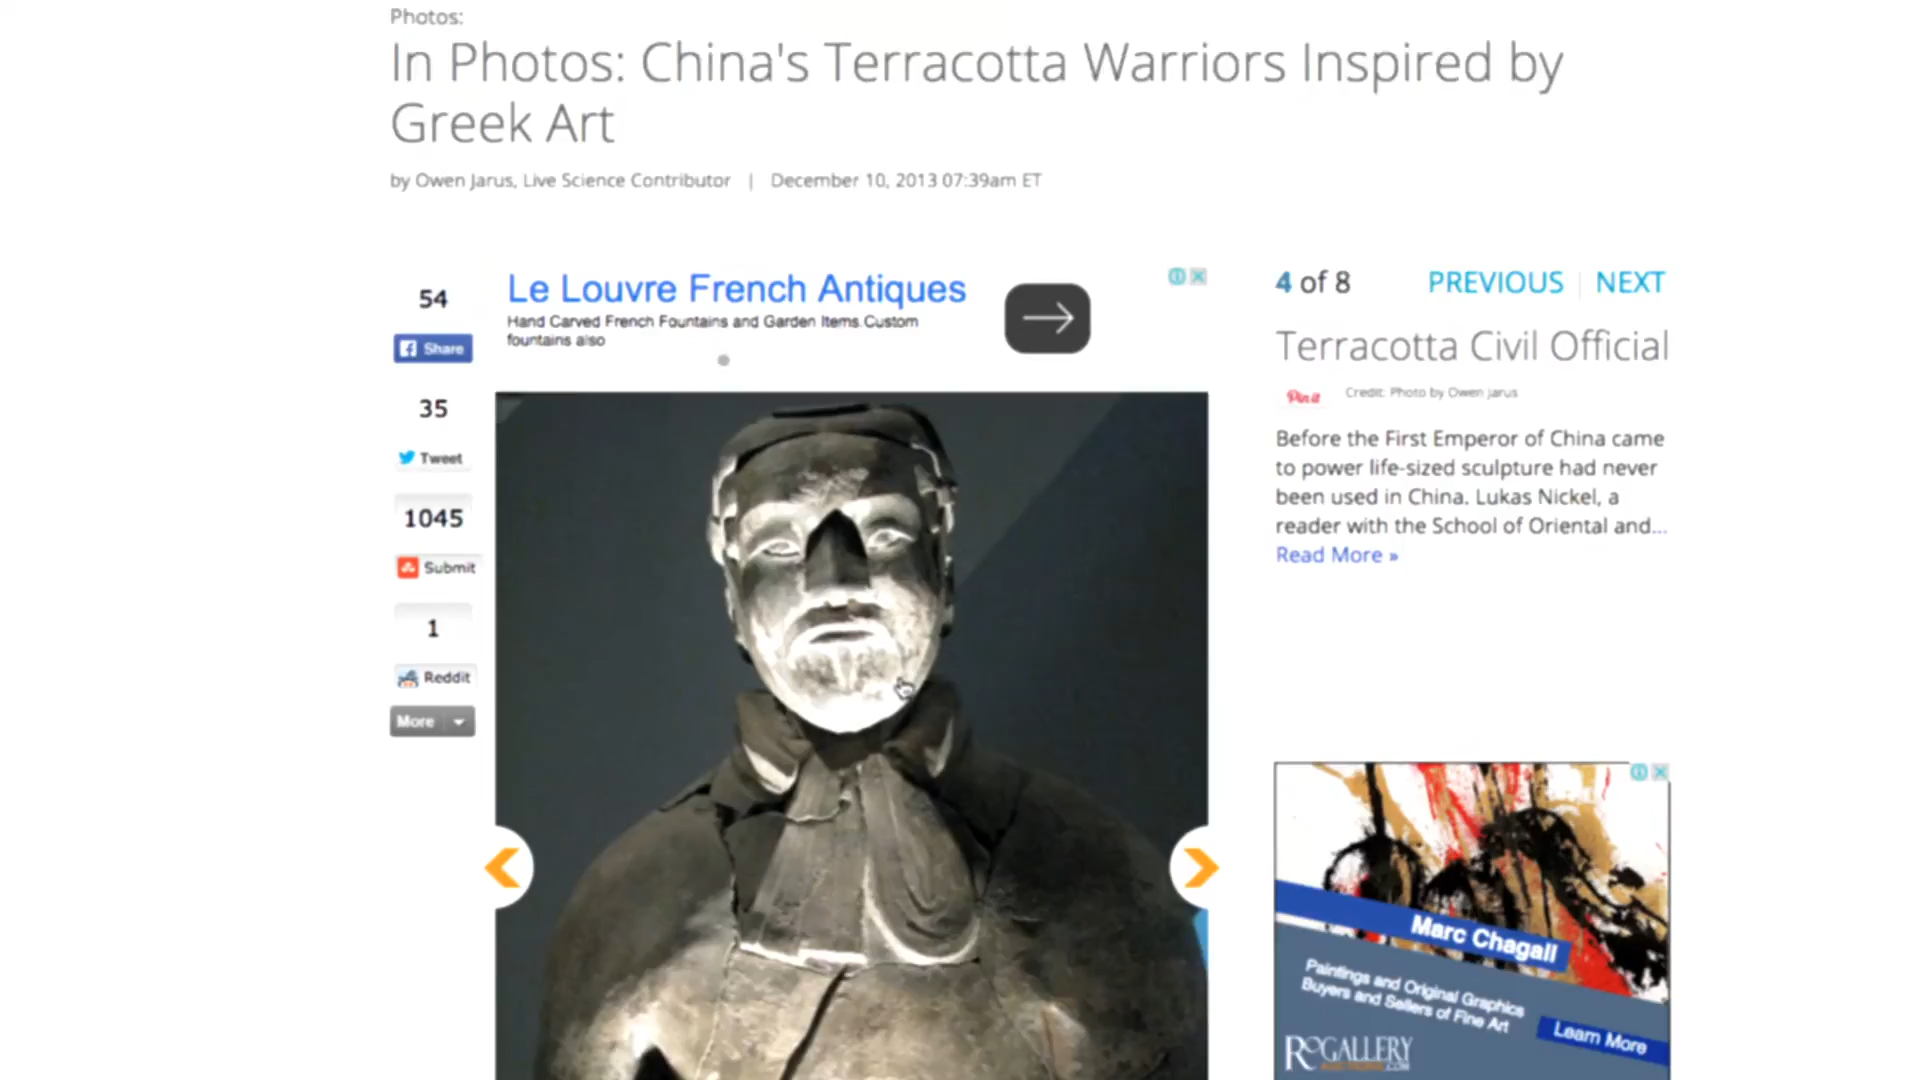 Photos:
In Photos: China's Terracotta Warriors Inspired by
Greek Art
by Owen Jarus, Live Science Contributor | December 10, 2013 07:39am ET
54
Share
35
Tweet
1045
Submit
1
Reddit
More
Le Louvre French Antiques
Hand Carved French Fountains and Garden Items.Custom
fountains also
4 of 8 PREVIOUS | NEXT
Terracotta Civil Official
Pin it Credit: Photo by Owen Jarus
Before the First Emperor of China came
to power life-sized sculpture had never
been used in China. Lukas Nickel, a
reader with the School of Oriental and...
Read More »
Marc Chagall
Paintings and Original Graphics
Buyers and Sellers of Fine Art
Learn More
RoGALLERY
.COM